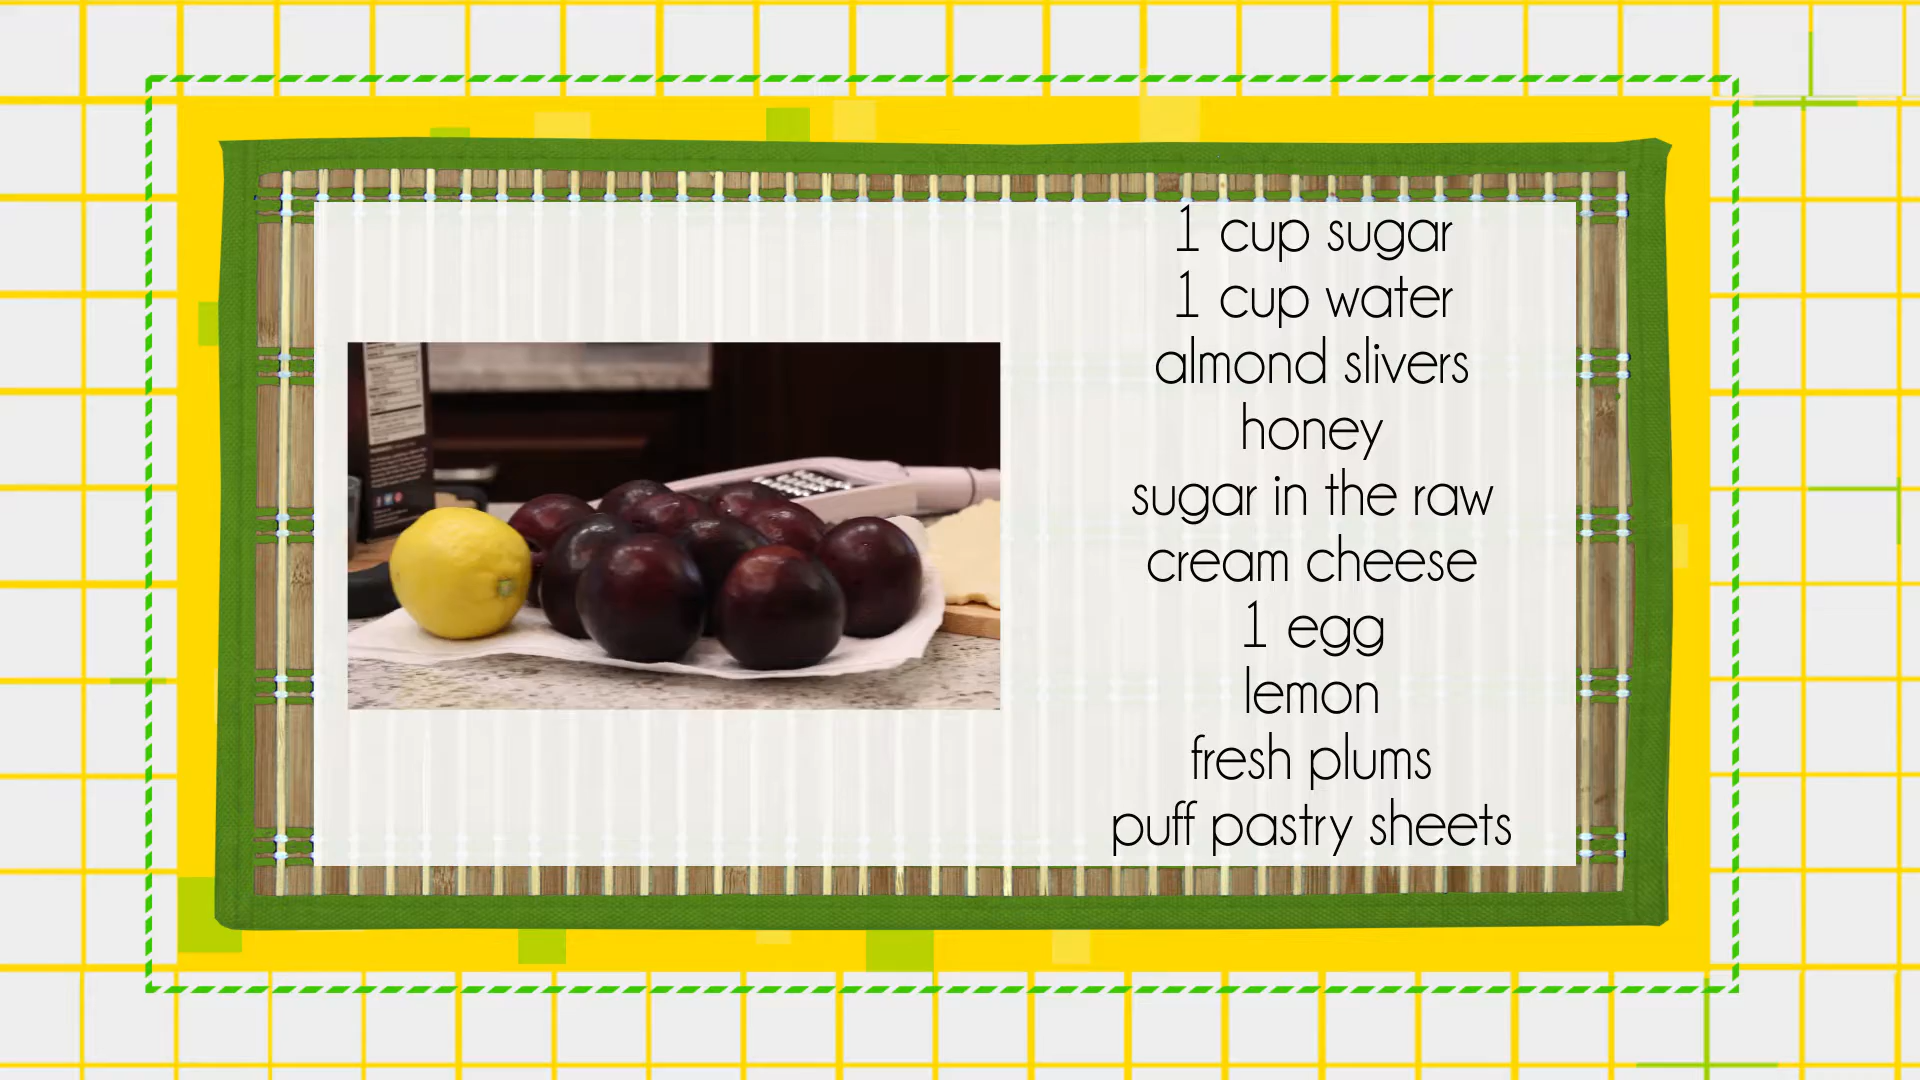 1 cup sugar
1 cup water
almond slivers
honey
sugar in the raw
cream cheese
1 egg
lemon
fresh plums
puff pastry sheets